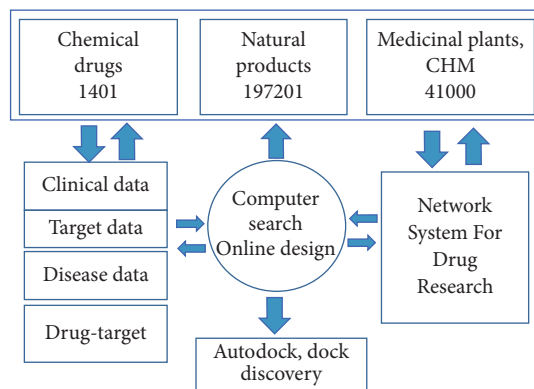 Chemical
drugs
1401
Natural
products
197201
Medicinal plants,
CHM
41000
Clinical data
Target data
Disease data
Drug-target
Computer
search
Online design
Network
System For
Drug
Research
Autodock, dock
discovery